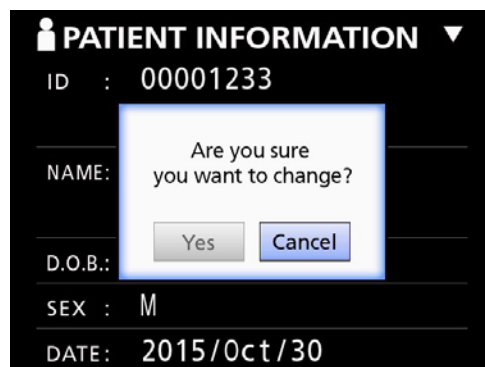 PATIENT INFORMATION ▼
ID : 00001233
Are you sure
you want to change?
NAME:
Yes Cancel
D.O.B.:
SEX : M
DATE: 2015/Oct/30